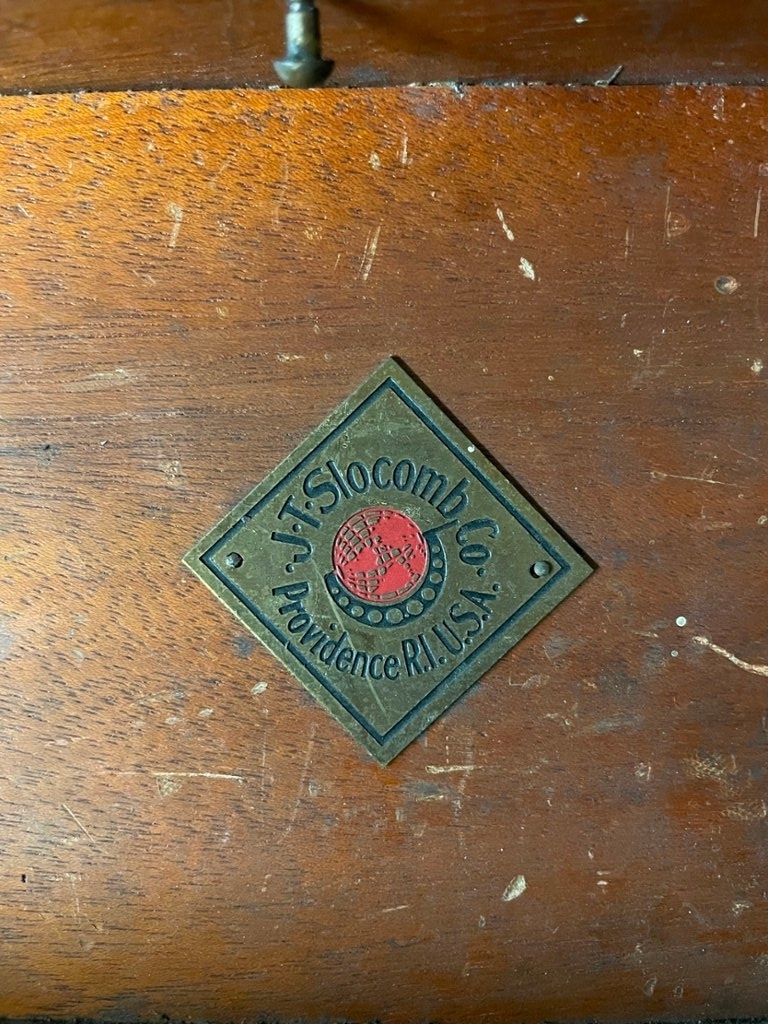 J.T. Slocomb Co.
Providence R.I. U.S.A.